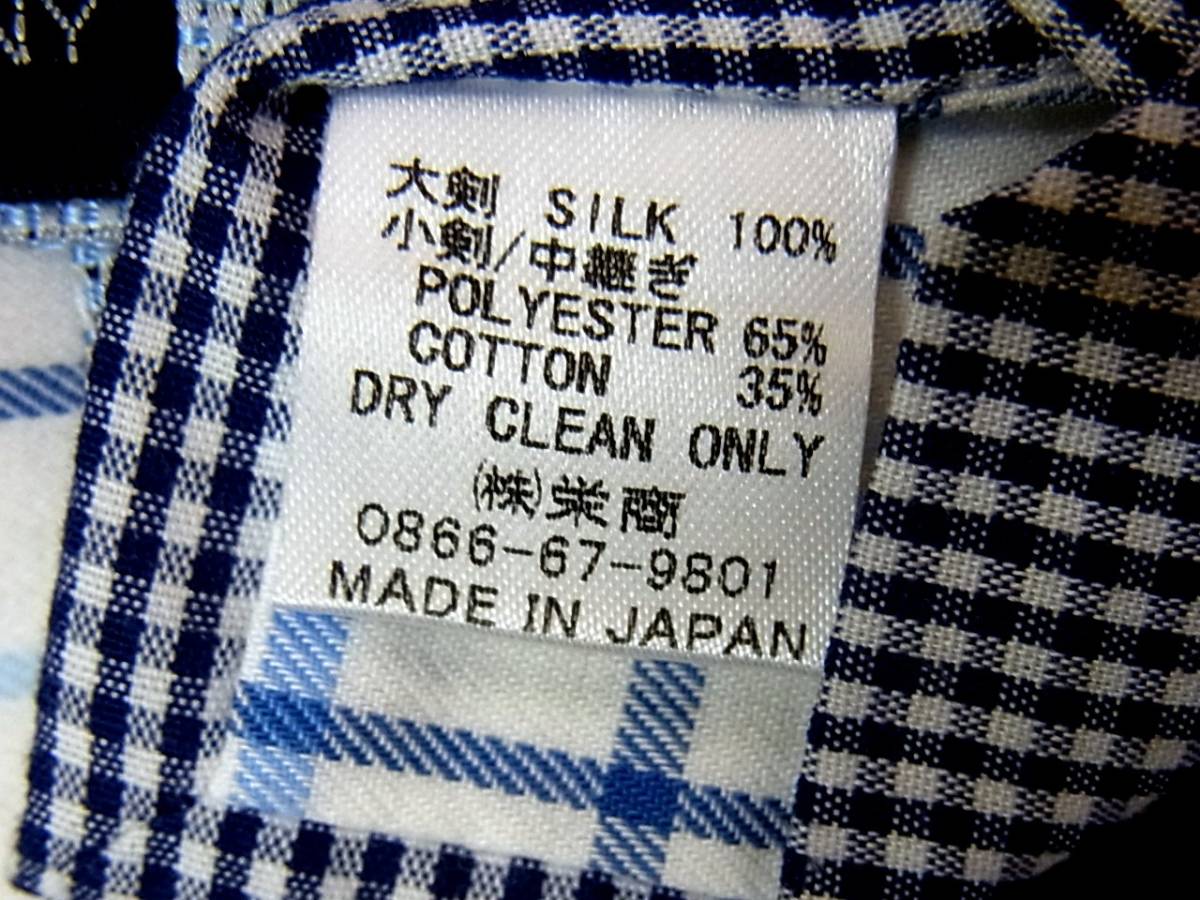 NY
大剣 SILK 100%
小剣/中継ぎ
POLYESTER 65%
COTTON 35%
DRY CLEAN ONLY
㈱栄商
0866-67-9801
MADE IN JAPAN